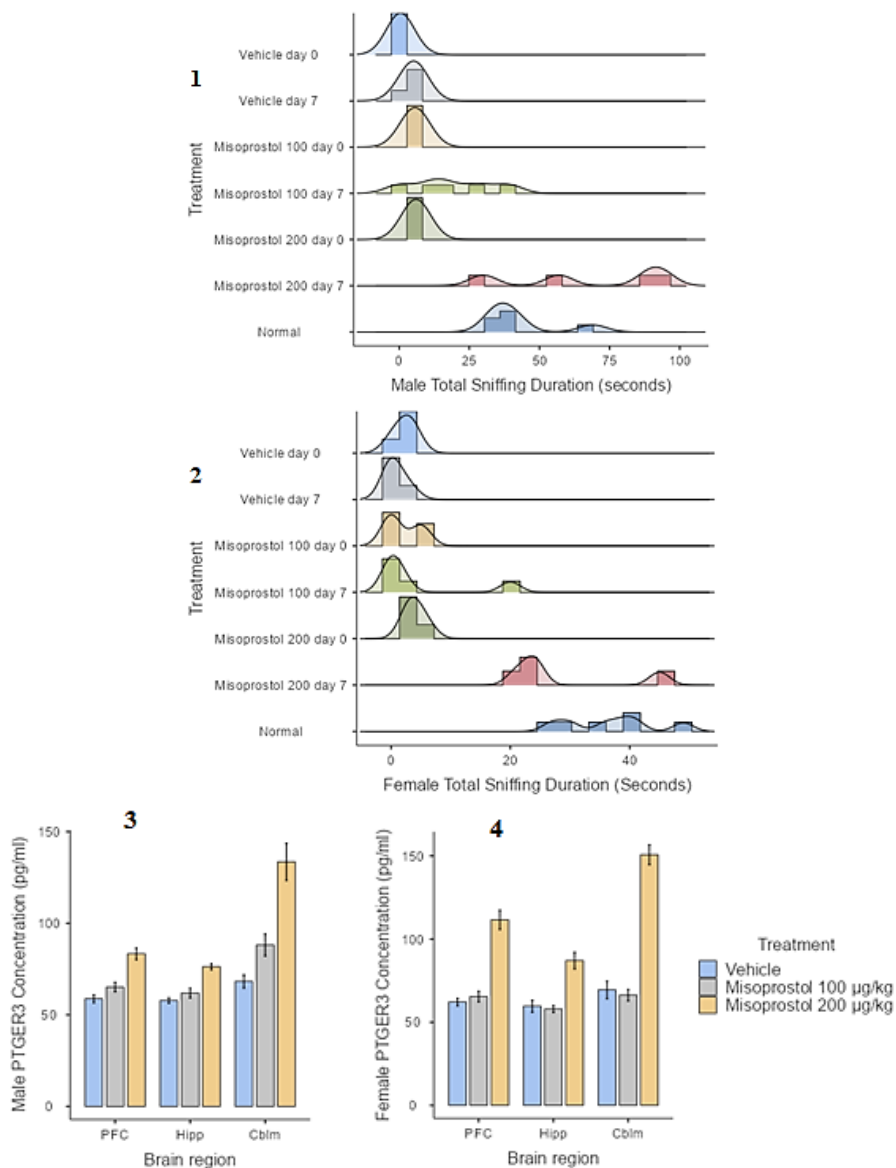 1
Treatment
Vehicle day 0
Vehicle day 7
Misoprostol 100 day 0
Misoprostol 100 day 7
Misoprostol 200 day 0
Misoprostol 200 day 7
Normal
0 25 50 75 100
Male Total Sniffing Duration (seconds)
2
Treatment
Vehicle day 0
Vehicle day 7
Misoprostol 100 day 0
Misoprostol 100 day 7
Misoprostol 200 day 0
Misoprostol 200 day 7
Normal
0 20 40
Female Total Sniffing Duration (Seconds)
3
Male PTGER3 Concentration (pg/ml)
150
100
50
0
PFC Hipp Cblm
Brain region
4
Female PTGER3 Concentration (pg/ml)
150
100
50
0
PFC Hipp Cblm
Brain region
Treatment
Vehicle
Misoprostol 100 µg/kg
Misoprostol 200 µg/kg